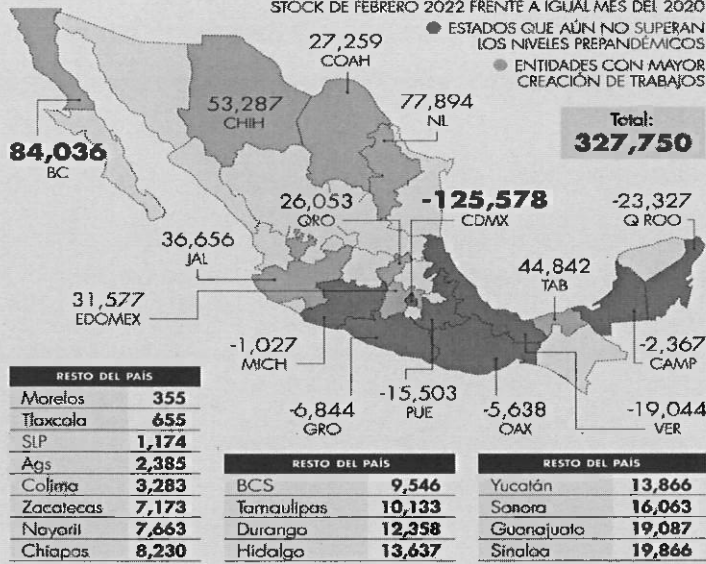 STOCK DE FEBRERO 2022 FRENTE A IGUAL MES DEL 2020
ESTADOS QUE AÚN NO SUPERAN
LOS NIVELES PREPANDÉMICOS
ENTIDADES CON MAYOR
CREACIÓN DE TRABAJOS
Total:
327,750
27,259
COAH
53,287
CHIH
77,894
NL
84,036
BC
26,053
QRO
-125,578
CDMX
-23,327
Q ROO
36,656
JAL
44,842
TAB
31,577
EDOMEX
-1,027
MICH
-2,367
CAMP
-15,503
PUE
-6,844
GRO
-5,638
OAX
-19,044
VER
RESTO DEL PAÍS
Morelos 355
Tlaxcala 655
SLP 1,174
Ags 2,385
Colima 3,283
Zacatecas 7,173
Nayarit 7,663
Chiapas 8,230
RESTO DEL PAÍS
BCS 9,546
Tamaulipas 10,133
Durango 12,358
Hidalgo 13,637
RESTO DEL PAÍS
Yucatán 13,866
Sonora 16,063
Guanajuato 19,087
Sinaloa 19,866